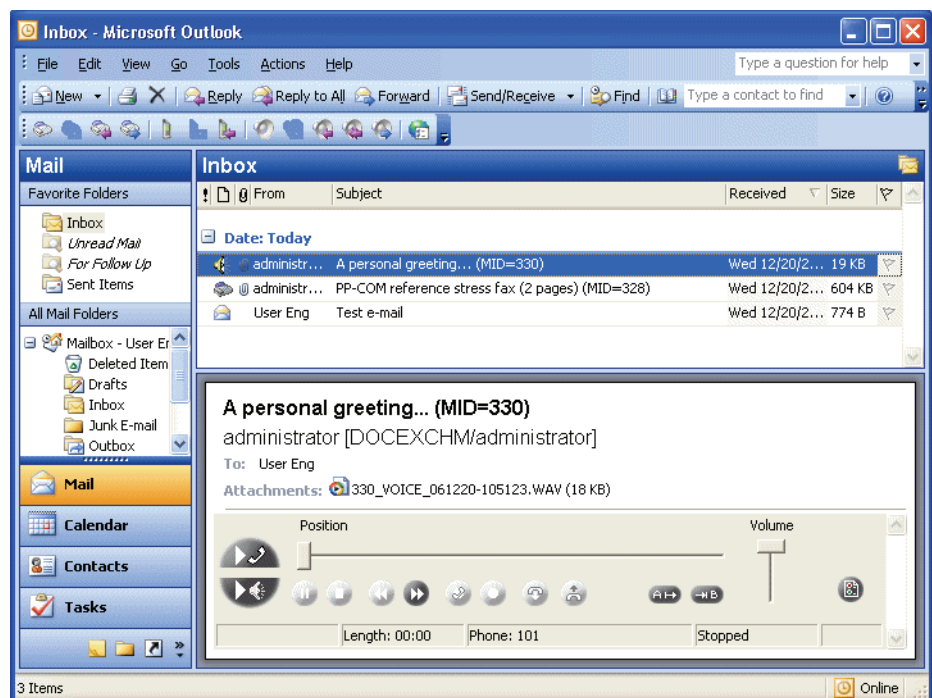 Inbox - Microsoft Outlook
File Edit View Go Tools Actions Help Type a question for help
New Reply Reply to All Forward Send/Receive Find Type a contact to find
Mail
Favorite Folders
Inbox
Unread Mail
For Follow Up
Sent Items
All Mail Folders
Mailbox - User Er
Deleted Item
Drafts
Inbox
Junk E-mail
Outbox
Mail
Calendar
Contacts
Tasks
Inbox
From Subject Received Size
Date: Today
administr... A personal greeting... (MID=330) Wed 12/20/2... 19 KB
administr... PP-COM reference stress fax (2 pages) (MID=328) Wed 12/20/2... 604 KB
User Eng Test e-mail Wed 12/20/2... 774 B
A personal greeting... (MID=330)
administrator [DOCEXCHM/administrator]
To: User Eng
Attachments: 330_VOICE_061220-105123.WAV (18 KB)
Position Volume
A B
Length: 00:00 Phone: 101 Stopped
3 Items Online